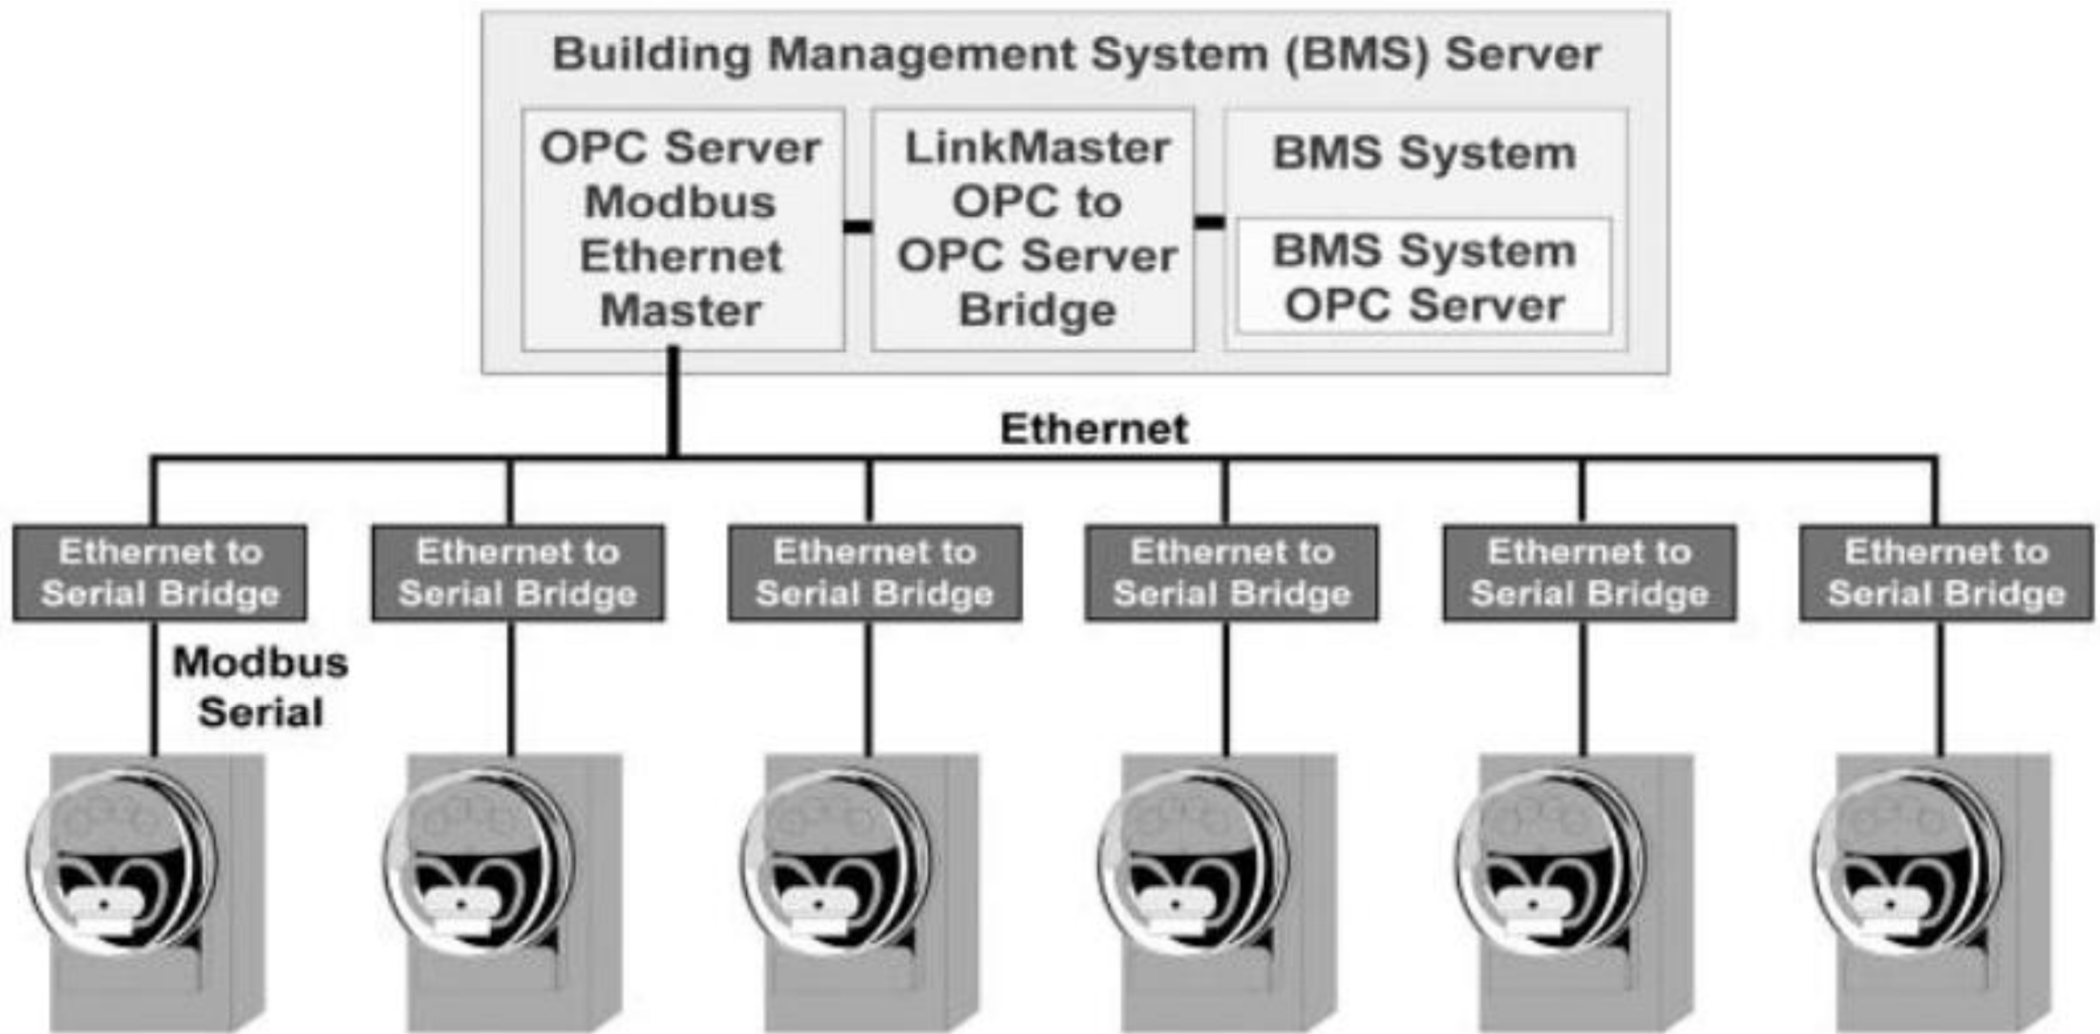 Building Management System (BMS) Server
OPC Server
Modbus
Ethernet
Master
LinkMaster
OPC to
OPC Server
Bridge
BMS System
BMS System
OPC Server
Ethernet
Ethernet to
Serial Bridge
Ethernet to
Serial Bridge
Ethernet to
Serial Bridge
Ethernet to
Serial Bridge
Ethernet to
Serial Bridge
Ethernet to
Serial Bridge
Modbus
Serial